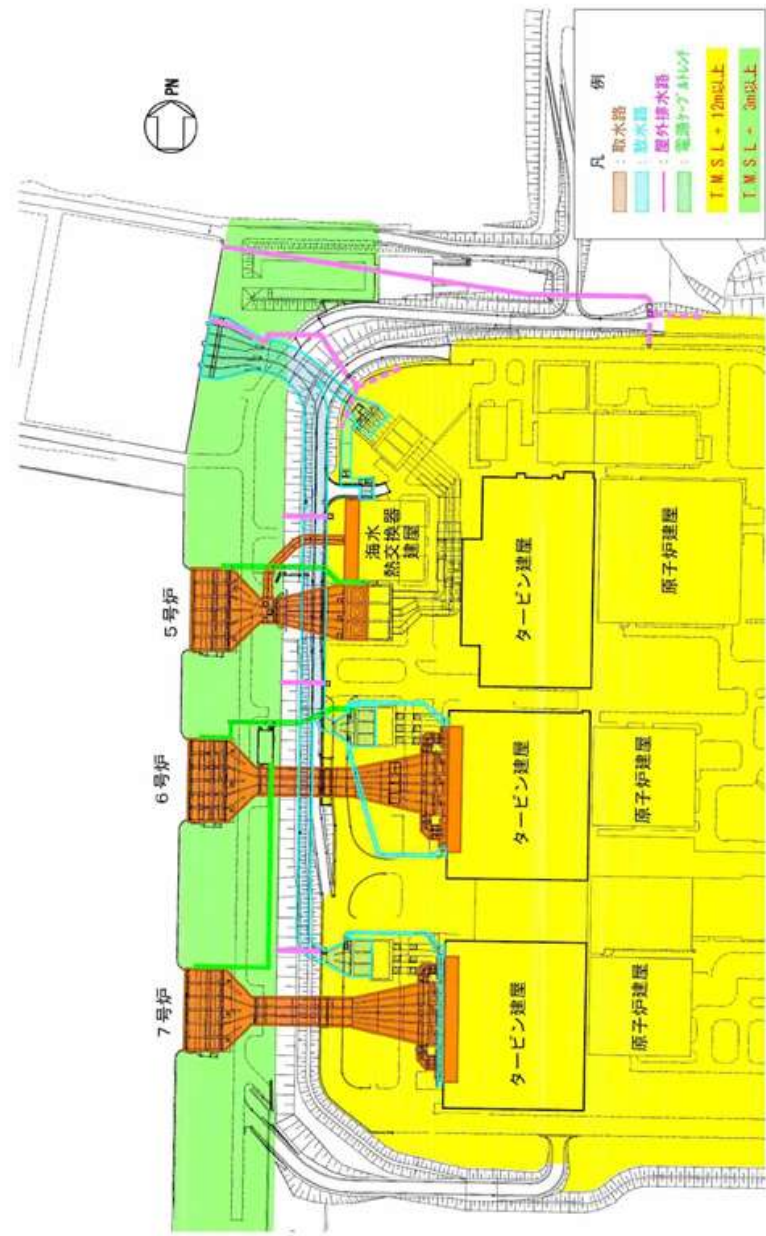 PN
凡 例
: 取水路
: 放水路
: 屋外排水路
: 電源ケーブルトレンチ
T.M.S.L.+ 12m以上
T.M.S.L.+ 3m以上
7号炉
6号炉
5号炉
海水
熱交換器
建屋
タービン建屋
タービン建屋
タービン建屋
原子炉建屋
原子炉建屋
原子炉建屋